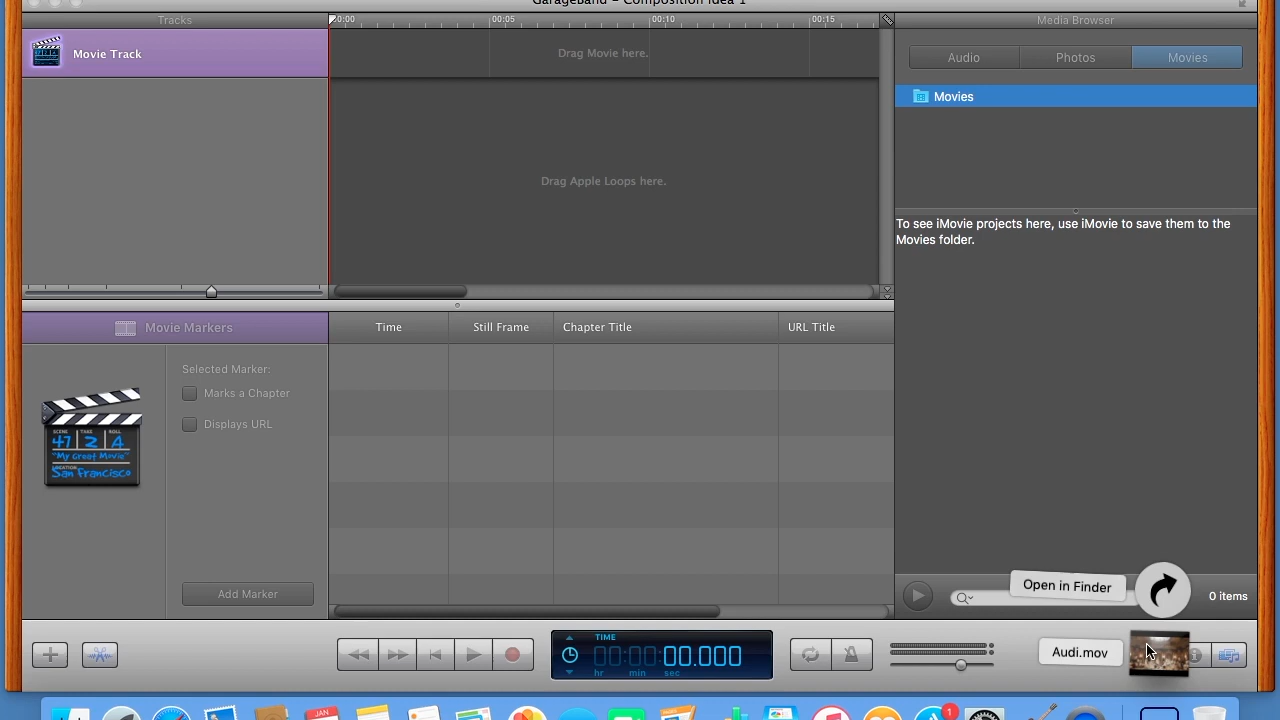 GarageBand - Composition Idea 1
Tracks
00:00
00:05
00:10
00:15
Media Browser
Movie Track
Drag Movie here.
Audio
Photos
Movies
Movies
Drag Apple Loops here.
To see iMovie projects here, use iMovie to save them to the
Movies folder.
Movie Markers
Time
Still Frame
Chapter Title
URL Title
Selected Marker:
Marks a Chapter
Displays URL
SCENE
TAKE
ROLL
47
2
A
"My Great Movie"
LOCATION
San Francisco
Add Marker
Open in Finder
0 items
TIME
00:00:00.000
hr
min
sec
Audi.mov
JAN
1